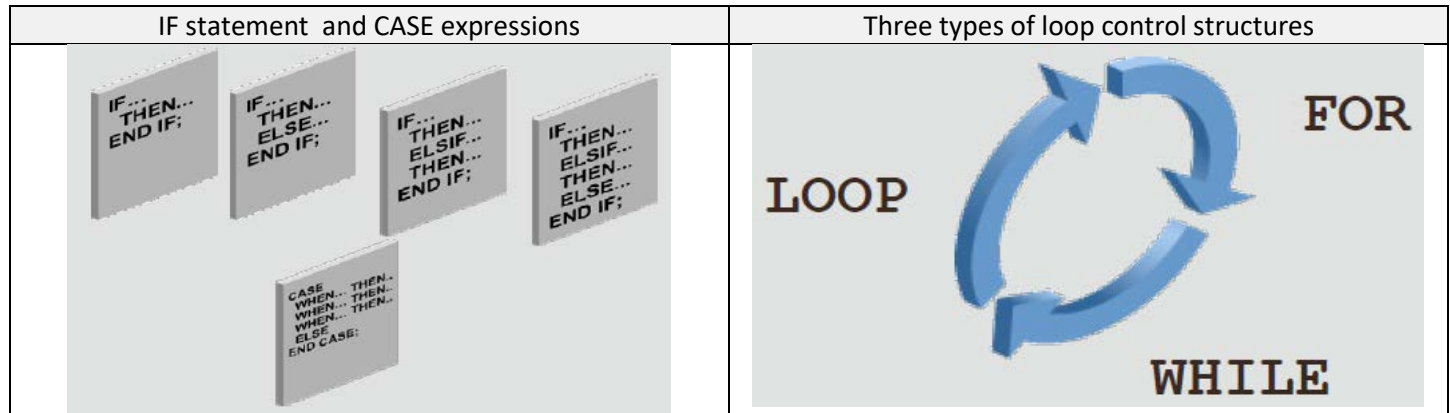 IF statement and CASE expressions
Three types of loop control structures
IF...
THEN...
END IF;
IF...
THEN...
ELSE...
END IF;
IF...
THEN...
ELSIF...
THEN...
END IF;
IF...
THEN...
ELSIF...
THEN...
ELSE...
END IF;
CASE
WHEN... THEN..
WHEN... THEN..
WHEN... THEN..
ELSE
END CASE;
FOR
LOOP
WHILE